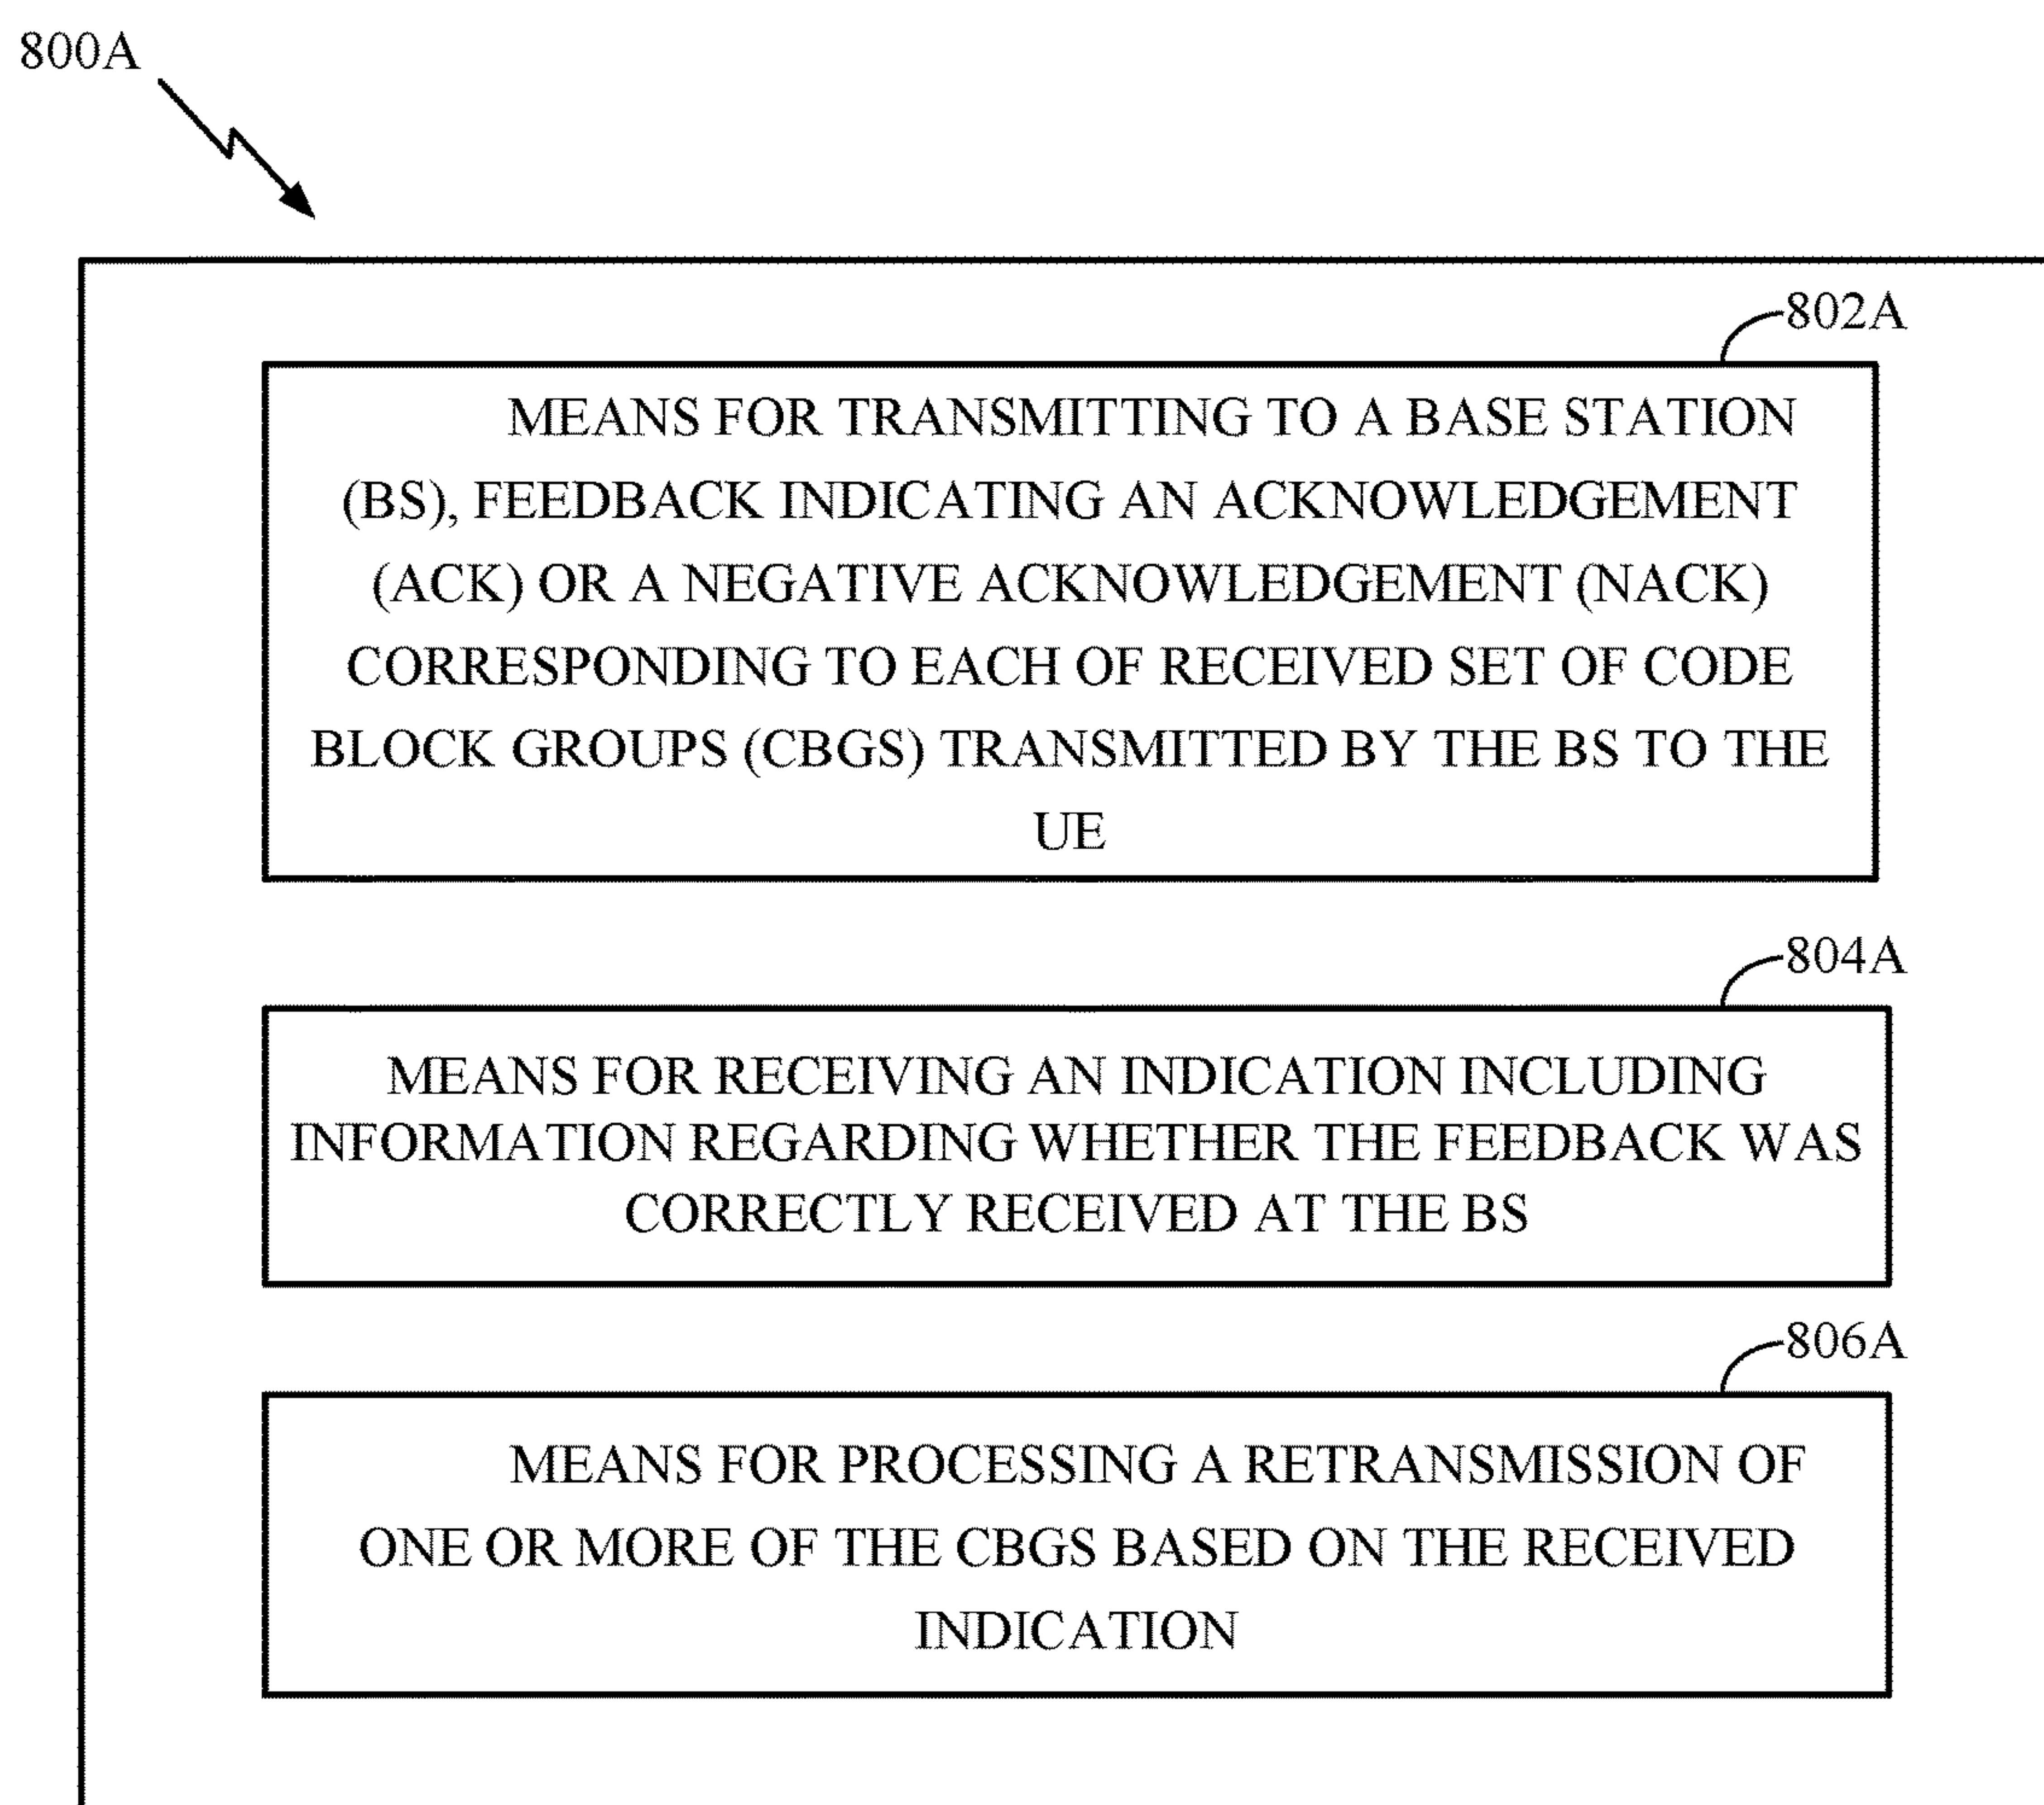 800A
802A
MEANS FOR TRANSMITTING TO A BASE STATION
(BS), FEEDBACK INDICATING AN ACKNOWLEDGEMENT
(ACK) OR A NEGATIVE ACKNOWLEDGEMENT (NACK)
CORRESPONDING TO EACH OF RECEIVED SET OF CODE
BLOCK GROUPS (CBGS) TRANSMITTED BY THE BS TO THE
UE
804A
MEANS FOR RECEIVING AN INDICATION INCLUDING
INFORMATION REGARDING WHETHER THE FEEDBACK WAS
CORRECTLY RECEIVED AT THE BS
806A
MEANS FOR PROCESSING A RETRANSMISSION OF
ONE OR MORE OF THE CBGS BASED ON THE RECEIVED
INDICATION